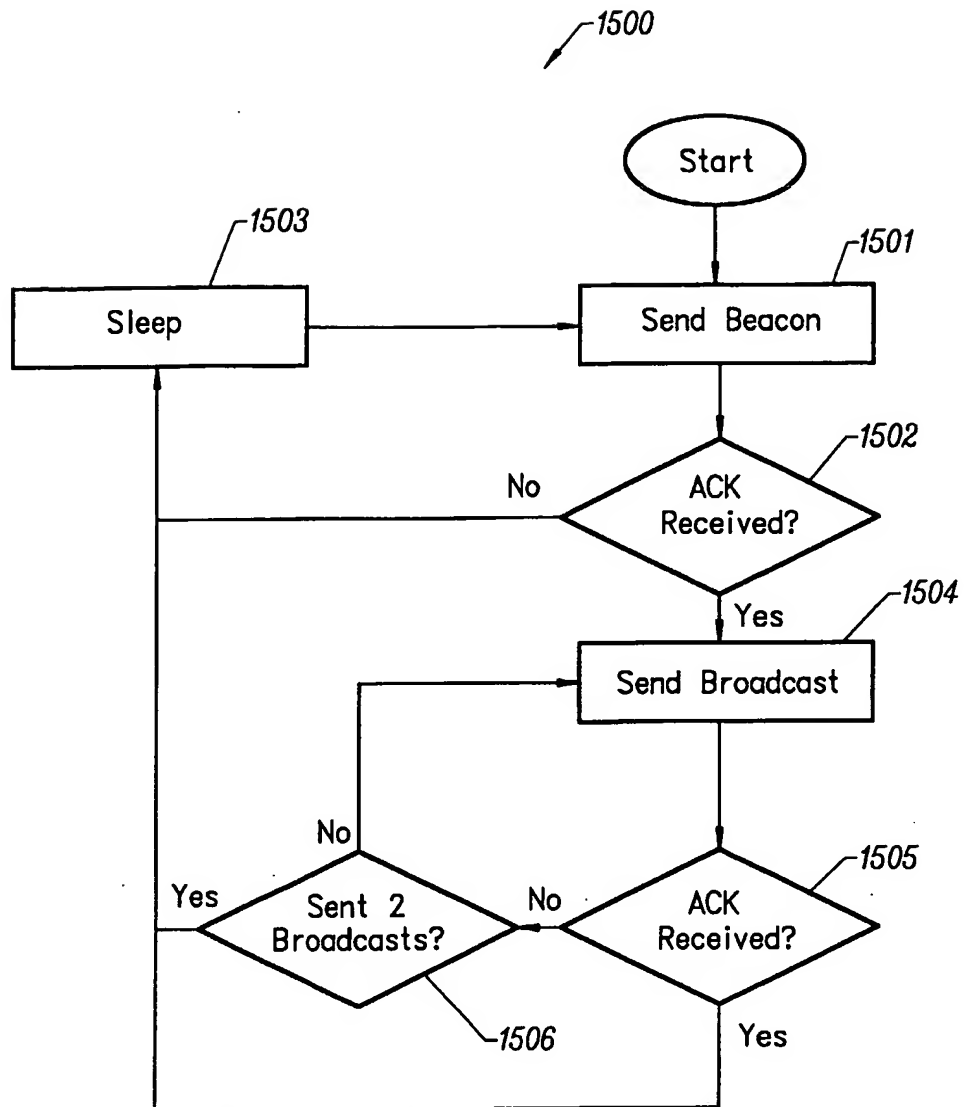 1500
Start
1503
1501
Sleep
Send Beacon
1502
No
ACK
Received?
Yes
1504
Send Broadcast
No
1505
Yes
Sent 2
Broadcasts?
No
ACK
Received?
1506
Yes